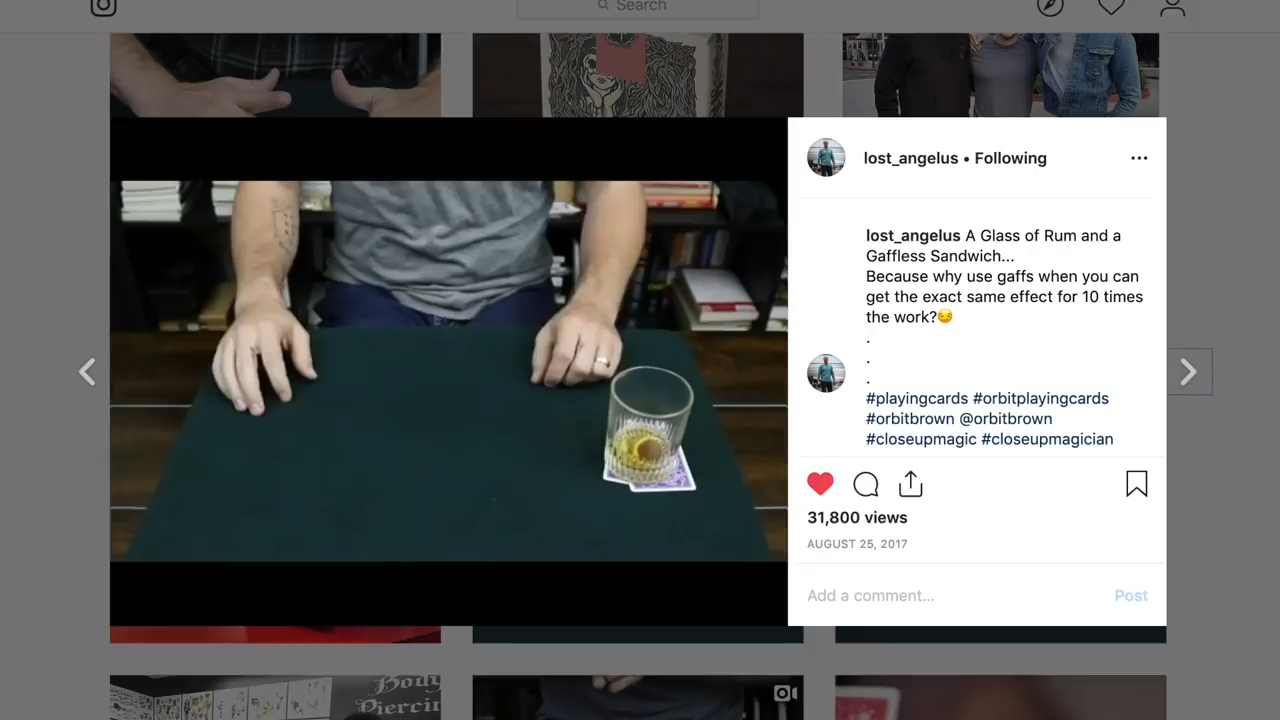 Search
lost_angelus • Following
lost_angelus A Glass of Rum and a
Gaffless Sandwich...
Because why use gaffs when you can
get the exact same effect for 10 times
the work?😏
.
.
.
#playingcards #orbitplayingcards
#orbitbrown @orbitbrown
#closeupmagic #closeupmagician
31,800 views
AUGUST 25, 2017
Add a comment...
Post
Body
Piercin